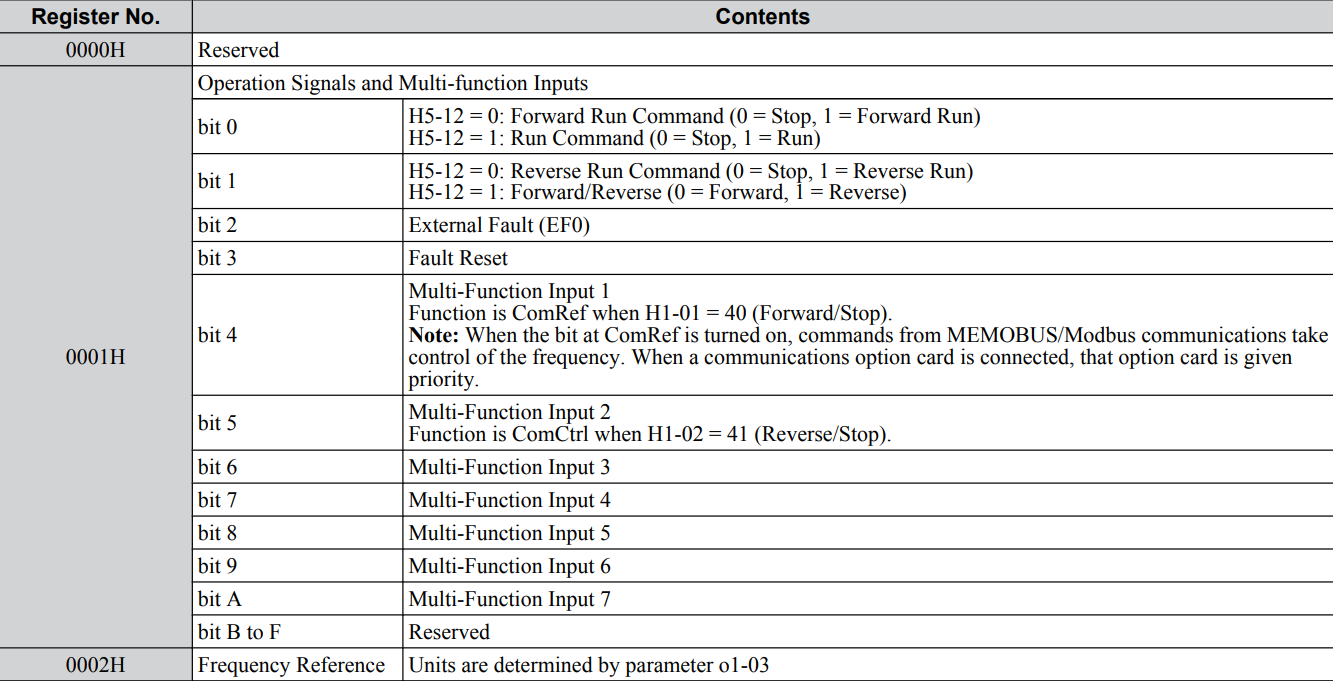 Register No. Contents
0000H Reserved
Operation Signals and Multi-function Inputs
bit 0
H5-12 = 0: Forward Run Command (0 = Stop, 1 = Forward Run)
H5-12 = 1: Run Command (0 = Stop, 1 = Run)
bit 1
H5-12 = 0: Reverse Run Command (0 = Stop, 1 = Reverse Run)
H5-12 = 1: Forward/Reverse (0 = Forward, 1 = Reverse)
bit 2 External Fault (EF0)
bit 3 Fault Reset
0001H
bit 4
Multi-Function Input 1
Function is ComRef when H1-01 = 40 (Forward/Stop).
Note: When the bit at ComRef is turned on, commands from MEMOBUS/Modbus communications take
control of the frequency. When a communications option card is connected, that option card is given
priority.
bit 5
Multi-Function Input 2
Function is ComCtrl when H1-02 = 41 (Reverse/Stop).
bit 6 Multi-Function Input 3
bit 7 Multi-Function Input 4
bit 8 Multi-Function Input 5
bit 9 Multi-Function Input 6
bit A Multi-Function Input 7
bit B to F Reserved
0002H Frequency Reference Units are determined by parameter o1-03